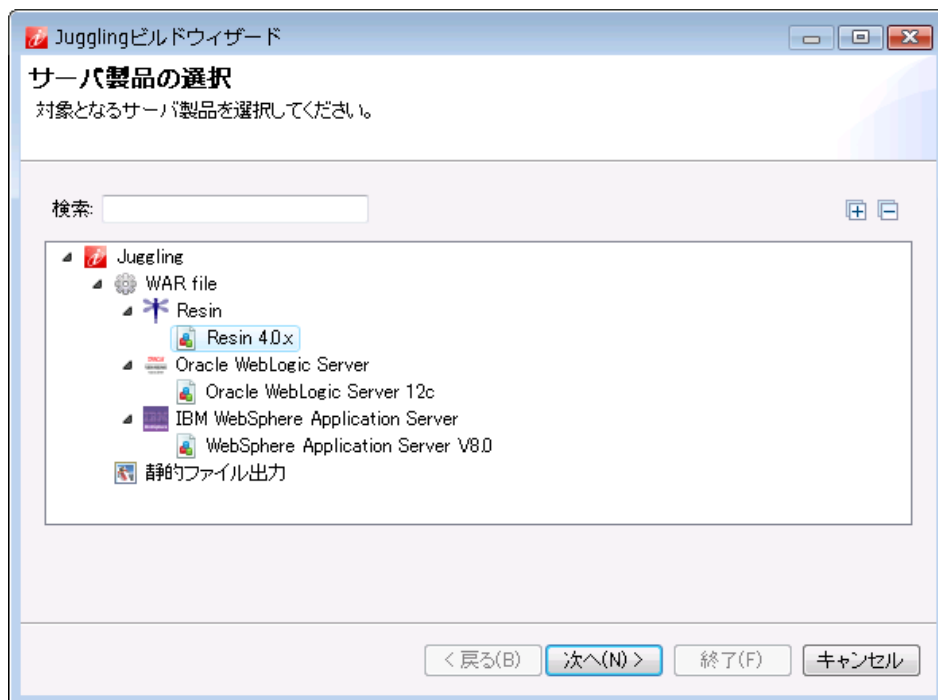 Jugglingビルドウィザード
サーバ製品の選択
対象となるサーバ製品を選択してください。
検索:
Juggling
WAR file
Resin
Resin 4.0.x
Oracle WebLogic Server
Oracle WebLogic Server 12c
IBM WebSphere Application Server
WebSphere Application Server V8.0
静的ファイル出力
< 戻る(B) 次へ(N) > 終了(F) キャンセル